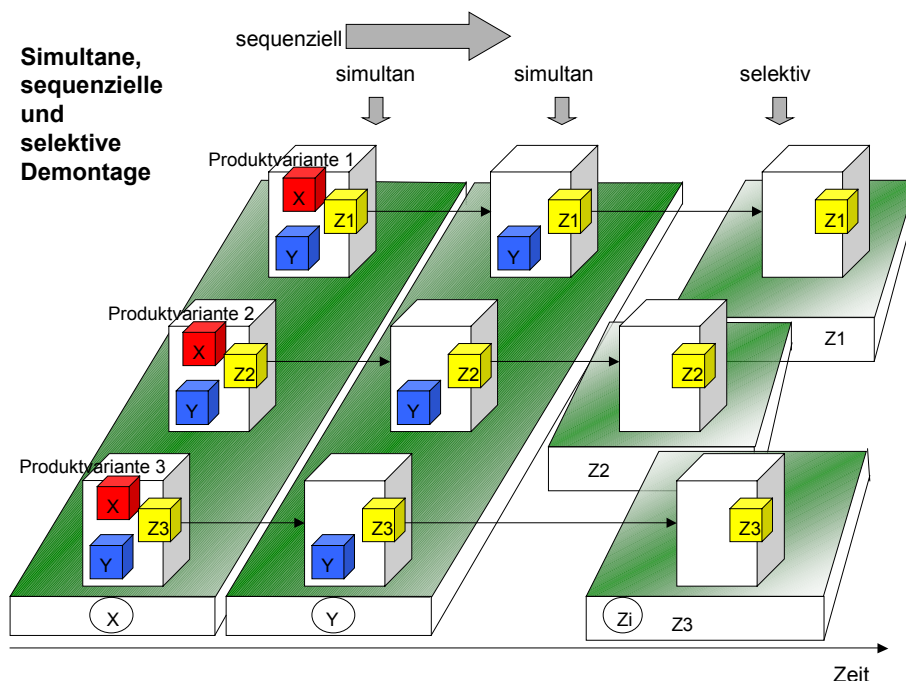 Simultane,
sequenzielle
und
selektive
Demontage
sequenziell
simultan
simultan
selektiv
Produktvariante 1
X
Z1
Y
Z1
Y
Z1
Z1
Produktvariante 2
X
Z2
Y
Z2
Y
Z2
Z2
Produktvariante 3
X
Z3
Y
Z3
Y
Z3
X
Y
Zi
Z3
Zeit